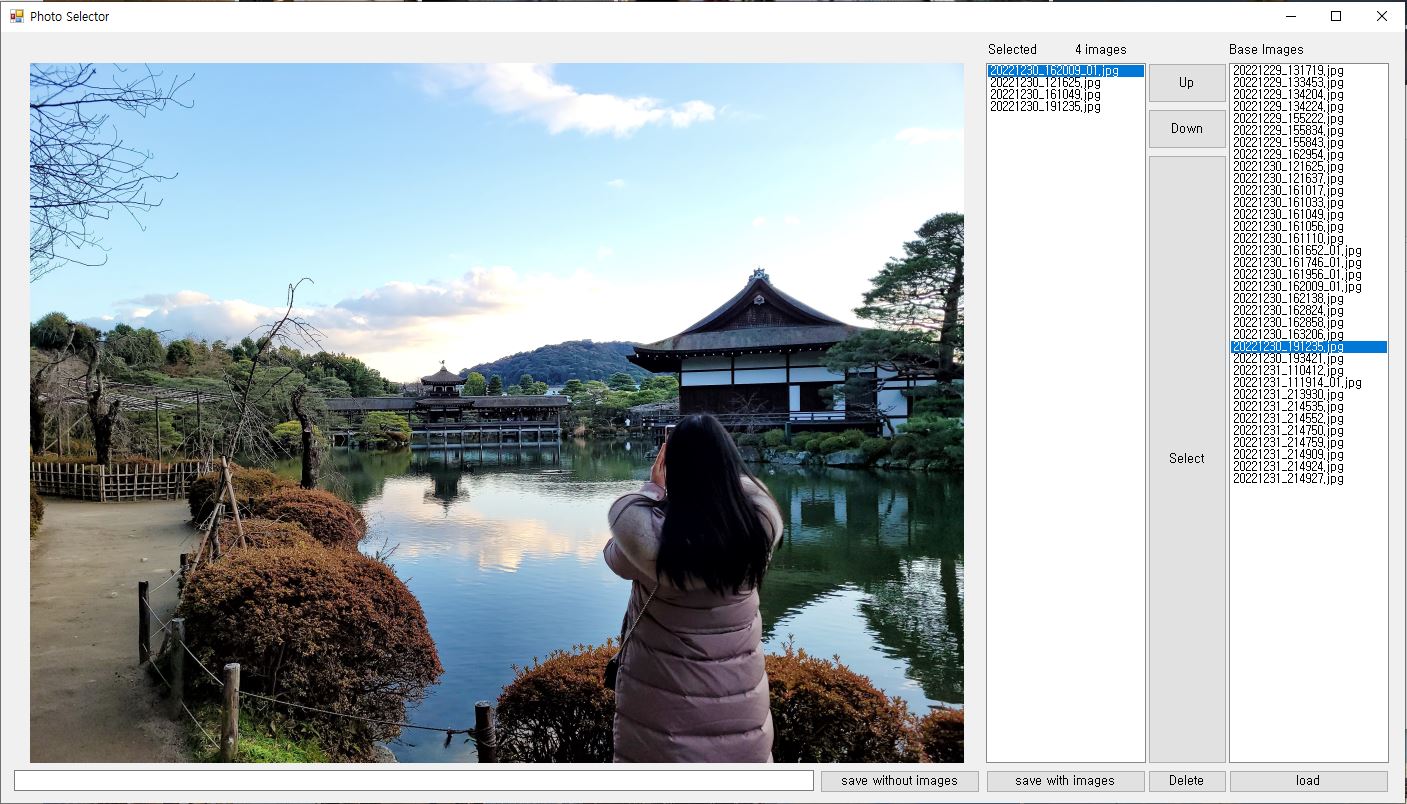 Photo Selector
Selected 4 images
Base Images
20221230_162009_01.jpg
20221230_121625.jpg
20221230_161049.jpg
20221230_191235.jpg
Up
Down
Select
20221229_131719.jpg
20221229_133453.jpg
20221229_134204.jpg
20221229_134224.jpg
20221229_155222.jpg
20221229_155834.jpg
20221229_155843.jpg
20221229_162954.jpg
20221230_121625.jpg
20221230_121637.jpg
20221230_161017.jpg
20221230_161033.jpg
20221230_161049.jpg
20221230_161056.jpg
20221230_161110.jpg
20221230_161652_01.jpg
20221230_161746_01.jpg
20221230_161956_01.jpg
20221230_162009_01.jpg
20221230_162138.jpg
20221230_162824.jpg
20221230_162858.jpg
20221230_163206.jpg
20221230_191235.jpg
20221230_193421.jpg
20221231_110412.jpg
20221231_111914_01.jpg
20221231_213930.jpg
20221231_214535.jpg
20221231_214552.jpg
20221231_214750.jpg
20221231_214759.jpg
20221231_214909.jpg
20221231_214924.jpg
20221231_214927.jpg
save without images
save with images
Delete
load